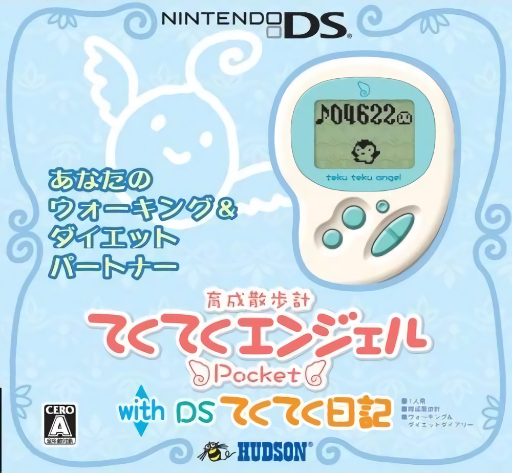 NINTENDO DS
♪04622
teku teku angel
あなたの
ウォーキング&
ダイエット
パートナー
育成散歩計
てくてくエンジェル
Pocket
with DS てくてく日記
■1人用
■育成散歩計
■ウォーキング&
ダイエットダイアリー
CERO
A
HUDSON®